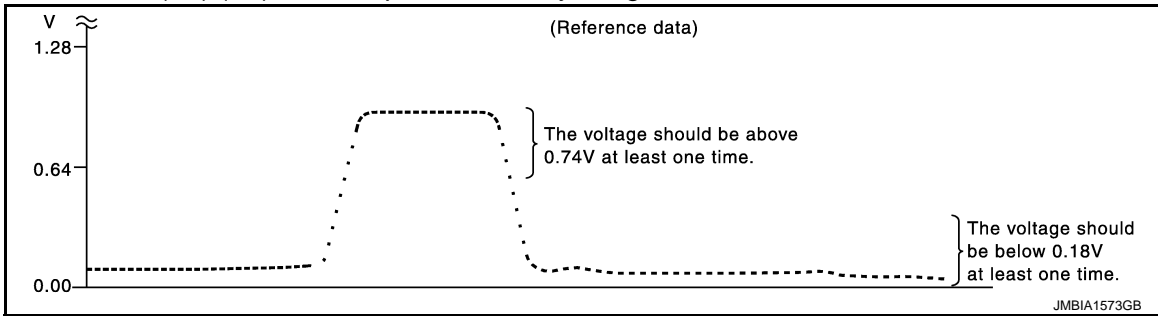 V
(Reference data)
1.28
The voltage should be above
0.74V at least one time.
0.64
The voltage should
be below 0.18V
at least one time.
0.00
JMBIA1573GB